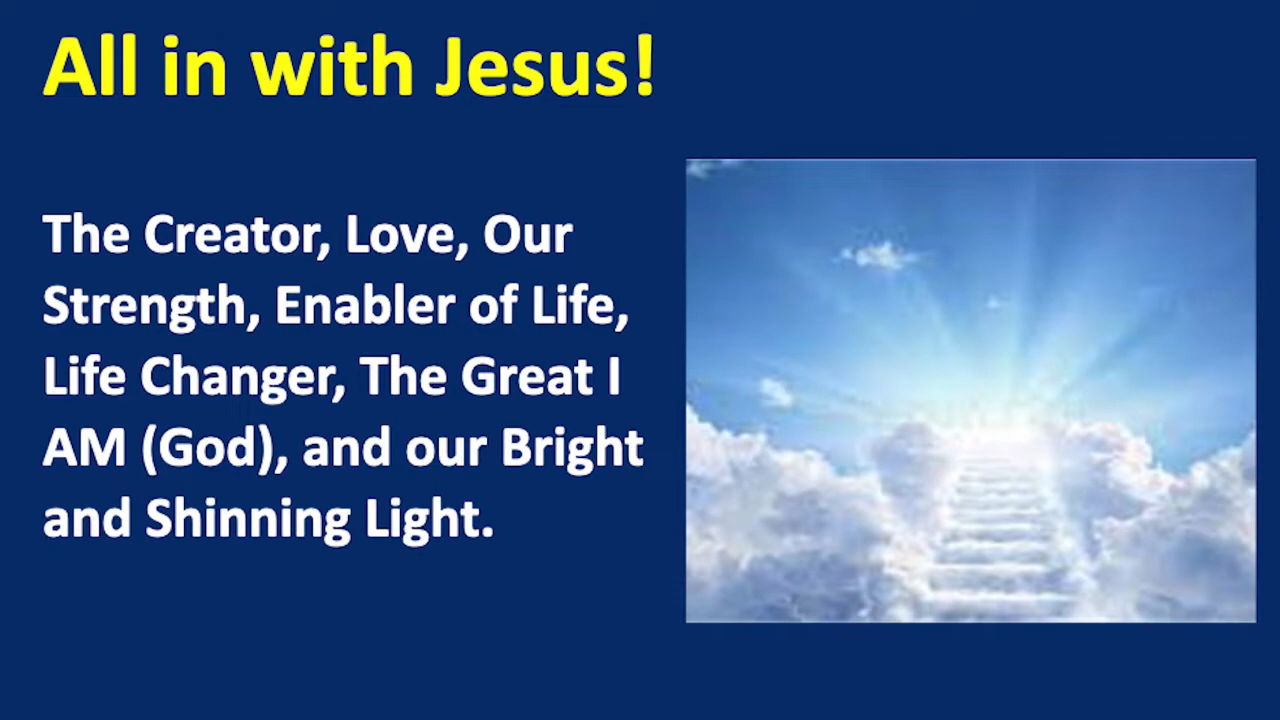 All in with Jesus!
The Creator, Love, Our
Strength, Enabler of Life,
Life Changer, The Great I
AM (God), and our Bright
and Shinning Light.